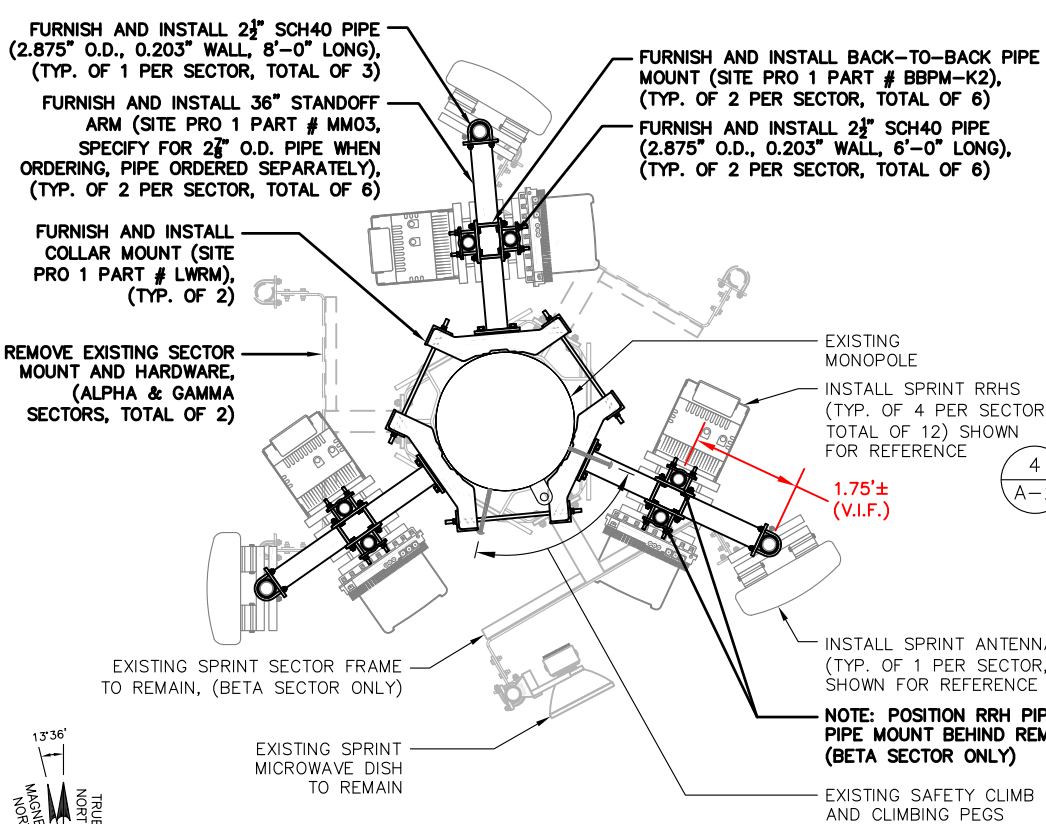 FURNISH AND INSTALL 2½" SCH40 PIPE
(2.875" O.D., 0.203" WALL, 8'-0" LONG),
(TYP. OF 1 PER SECTOR, TOTAL OF 3)
FURNISH AND INSTALL 36" STANDOFF
ARM (SITE PRO 1 PART # MM03,
SPECIFY FOR 2⅞" O.D. PIPE WHEN
ORDERING, PIPE ORDERED SEPARATELY),
(TYP. OF 2 PER SECTOR, TOTAL OF 6)
FURNISH AND INSTALL
COLLAR MOUNT (SITE
PRO 1 PART # LWRM),
(TYP. OF 2)
REMOVE EXISTING SECTOR
MOUNT AND HARDWARE,
(ALPHA & GAMMA
SECTORS, TOTAL OF 2)
FURNISH AND INSTALL BACK-TO-BACK PIPE
MOUNT (SITE PRO 1 PART # BBPM-K2),
(TYP. OF 2 PER SECTOR, TOTAL OF 6)
FURNISH AND INSTALL 2½" SCH40 PIPE
(2.875" O.D., 0.203" WALL, 6'-0" LONG),
(TYP. OF 2 PER SECTOR, TOTAL OF 6)
EXISTING
MONOPOLE
INSTALL SPRINT RRHS
(TYP. OF 4 PER SECTOR
TOTAL OF 12) SHOWN
FOR REFERENCE
4
A-
1.75'±
(V.I.F.)
INSTALL SPRINT ANTENN
(TYP. OF 1 PER SECTOR,
SHOWN FOR REFERENCE
NOTE: POSITION RRH PIP
PIPE MOUNT BEHIND REM
(BETA SECTOR ONLY)
EXISTING SAFETY CLIMB
AND CLIMBING PEGS
EXISTING SPRINT SECTOR FRAME
TO REMAIN, (BETA SECTOR ONLY)
EXISTING SPRINT
MICROWAVE DISH
TO REMAIN
13°36'
TRUE
NORT
MAGNE
NOR